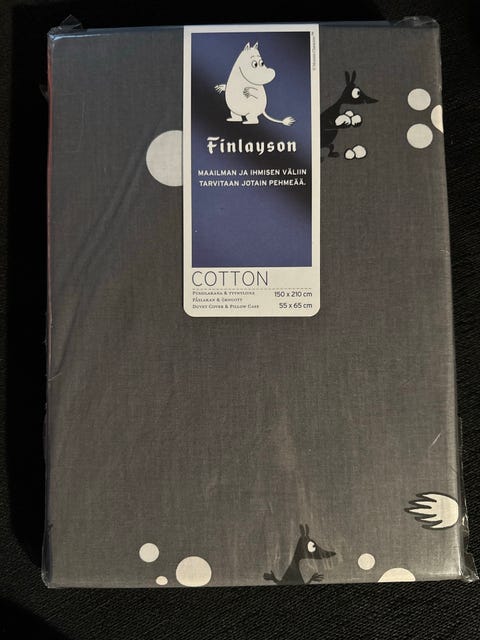 Finlayson
MAAILMAN JA IHMISEN VÄLIIN
TARVITAAN JOTAIN PEHMEÄÄ.
COTTON
PUSSILAKANA & TYYNYLIINA 150 x 210 cm
PÅSLAKAN & ÖRNGOTT 55 x 65 cm
DUVET COVER & PILLOW CASE